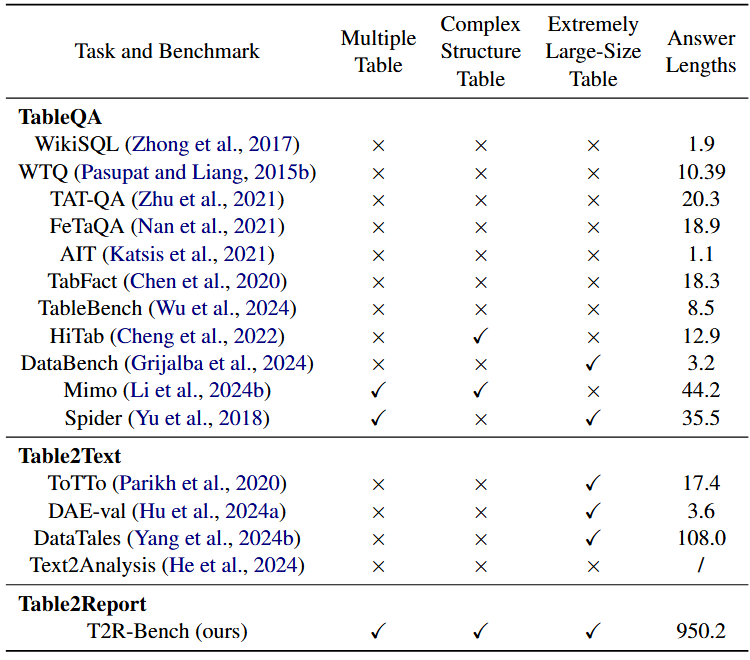 Task and Benchmark Multiple Table Complex Structure Table Extremely Large-Size Table Answer Lengths
TableQA
WikiSQL (Zhong et al., 2017) × × × 1.9
WTQ (Pasupat and Liang, 2015b) × × × 10.39
TAT-QA (Zhu et al., 2021) × × × 20.3
FeTaQA (Nan et al., 2021) × × × 18.9
AIT (Katsis et al., 2021) × × × 1.1
TabFact (Chen et al., 2020) × × × 18.3
TableBench (Wu et al., 2024) × × × 8.5
HiTab (Cheng et al., 2022) × ✓ × 12.9
DataBench (Grijalba et al., 2024) × × ✓ 3.2
Mimo (Li et al., 2024b) ✓ ✓ × 44.2
Spider (Yu et al., 2018) ✓ × ✓ 35.5
Table2Text
ToTTo (Parikh et al., 2020) × × ✓ 17.4
DAE-val (Hu et al., 2024a) × × ✓ 3.6
DataTales (Yang et al., 2024b) × × ✓ 108.0
Text2Analysis (He et al., 2024) × × × /
Table2Report
T2R-Bench (ours) ✓ ✓ ✓ 950.2